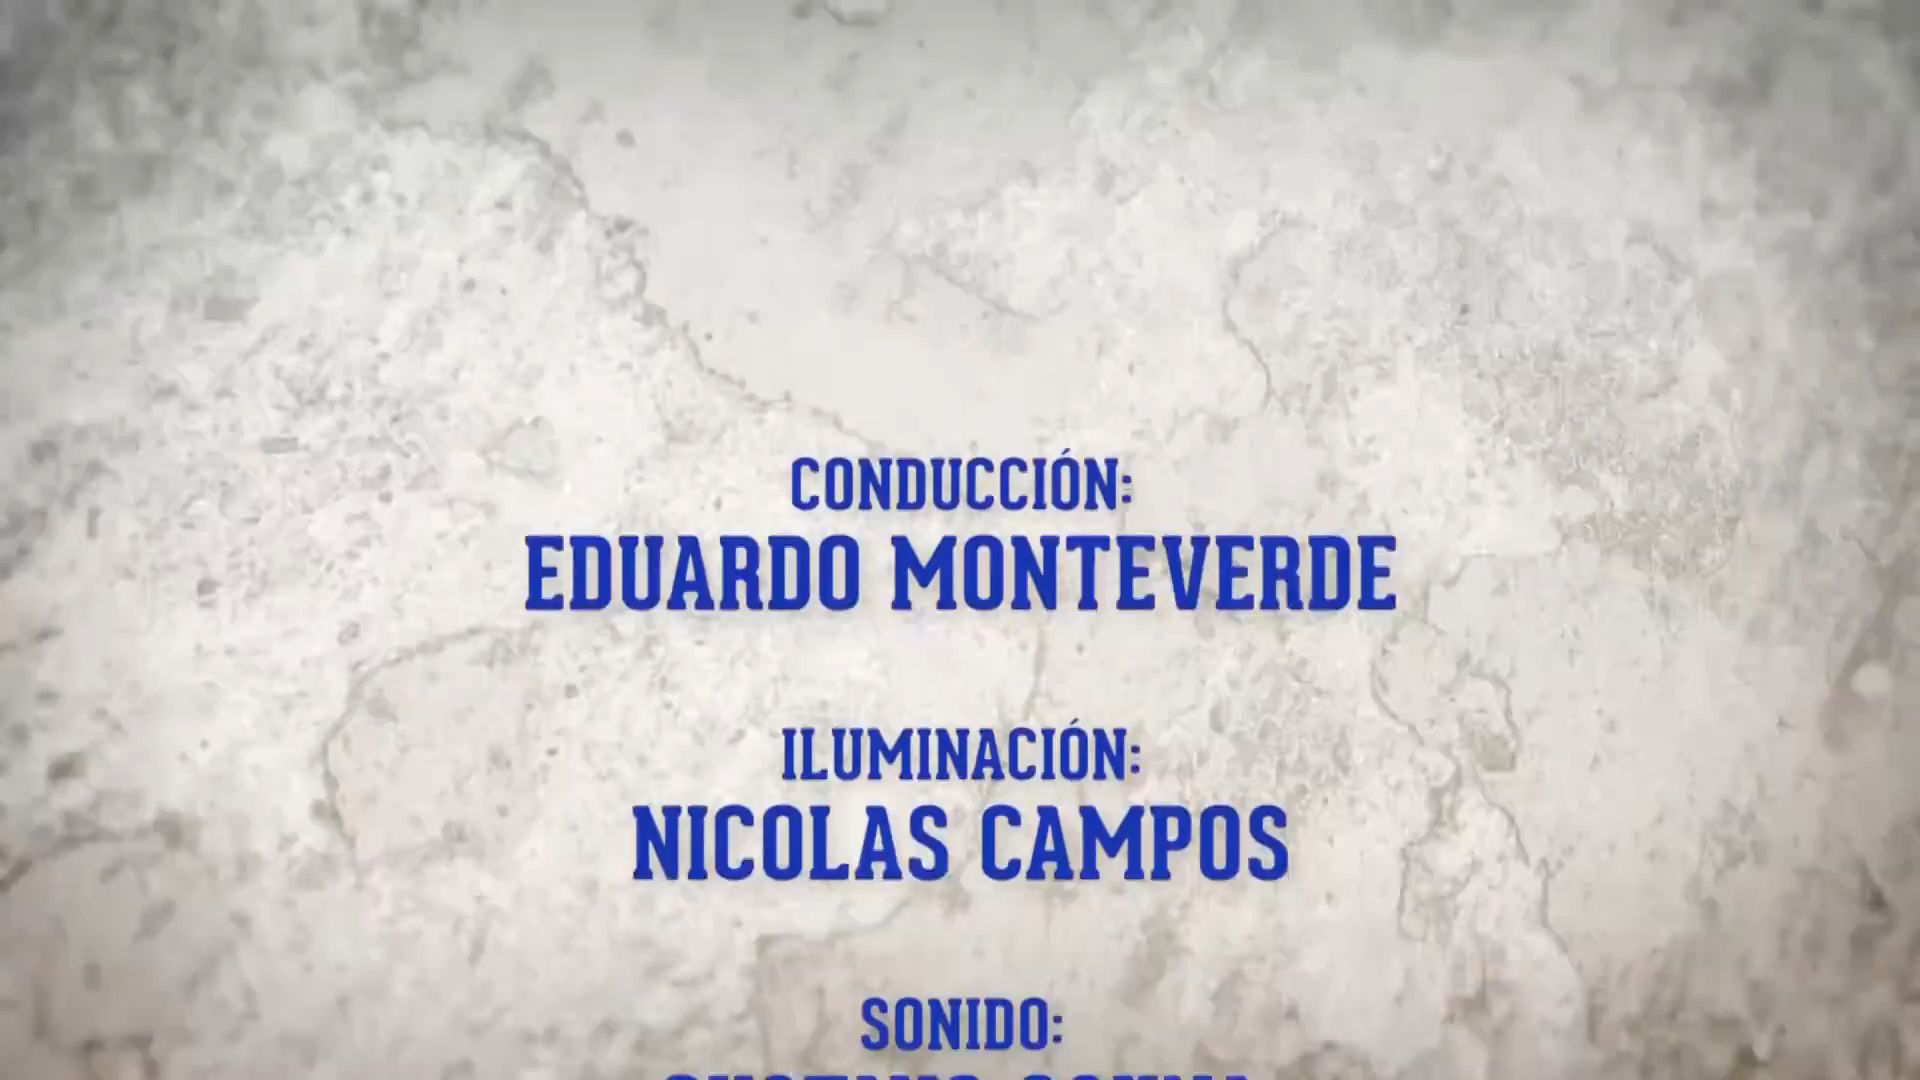 CONDUCCIÓN:
EDUARDO MONTEVERDE
ILUMINACIÓN:
NICOLAS CAMPOS
SONIDO: